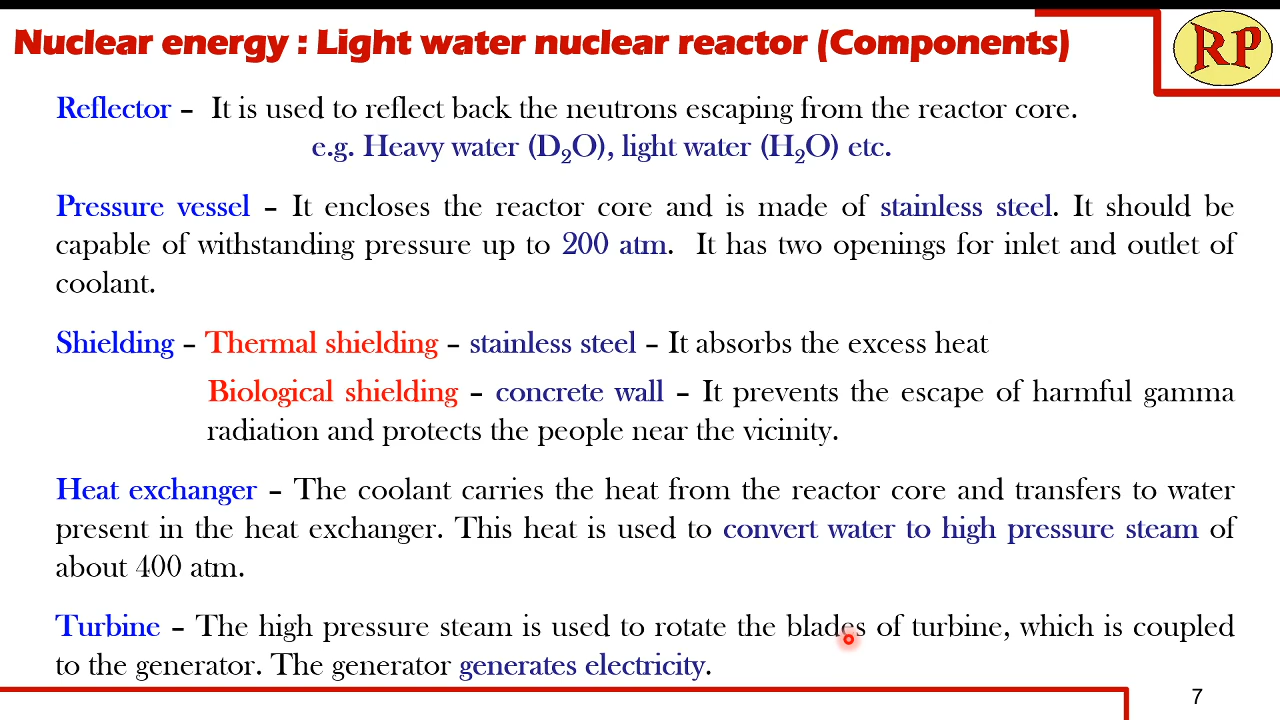 Nuclear energy : Light water nuclear reactor (Components)
RP
Reflector – It is used to reflect back the neutrons escaping from the reactor core.
e.g. Heavy water (D₂O), light water (H₂O) etc.
Pressure vessel – It encloses the reactor core and is made of stainless steel. It should be
capable of withstanding pressure up to 200 atm. It has two openings for inlet and outlet of
coolant.
Shielding – Thermal shielding – stainless steel – It absorbs the excess heat
Biological shielding – concrete wall – It prevents the escape of harmful gamma
radiation and protects the people near the vicinity.
Heat exchanger – The coolant carries the heat from the reactor core and transfers to water
present in the heat exchanger. This heat is used to convert water to high pressure steam of
about 400 atm.
Turbine – The high pressure steam is used to rotate the blades of turbine, which is coupled
to the generator. The generator generates electricity.
7